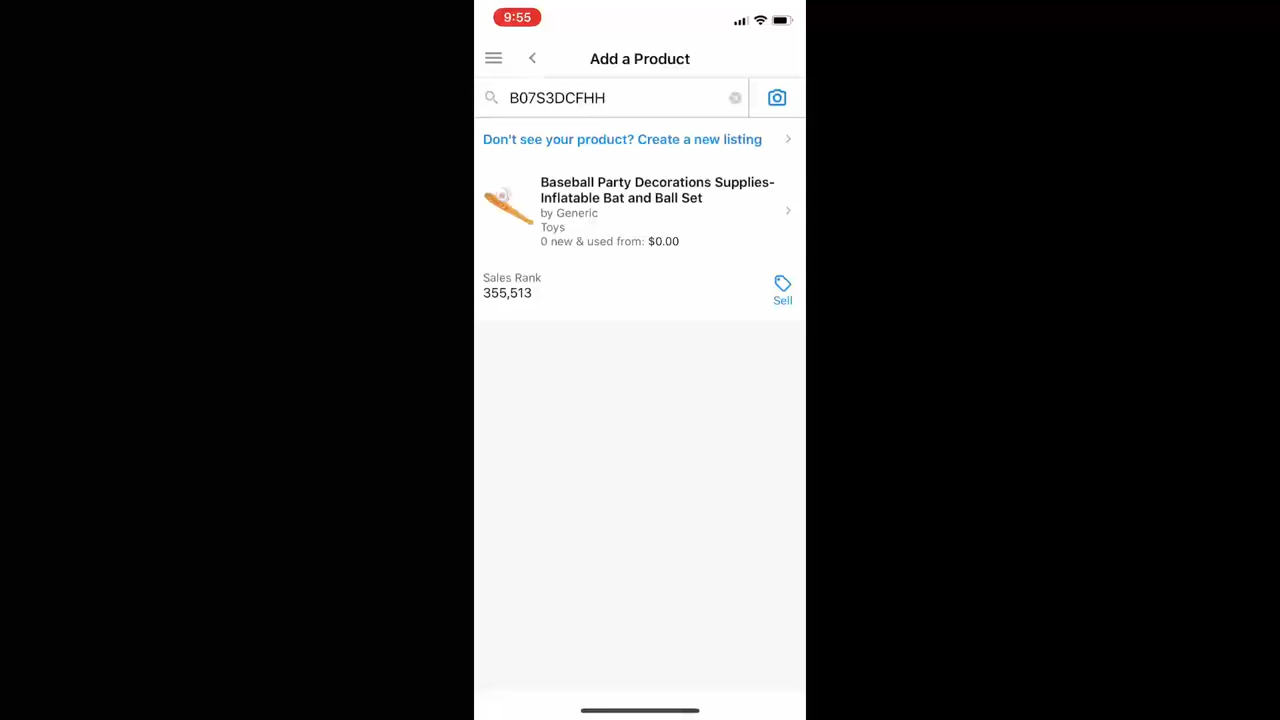 9:55
Add a Product
B07S3DCFHH
Don't see your product? Create a new listing
Baseball Party Decorations Supplies-
Inflatable Bat and Ball Set
by Generic
Toys
0 new & used from: $0.00
Sales Rank
355,513
Sell